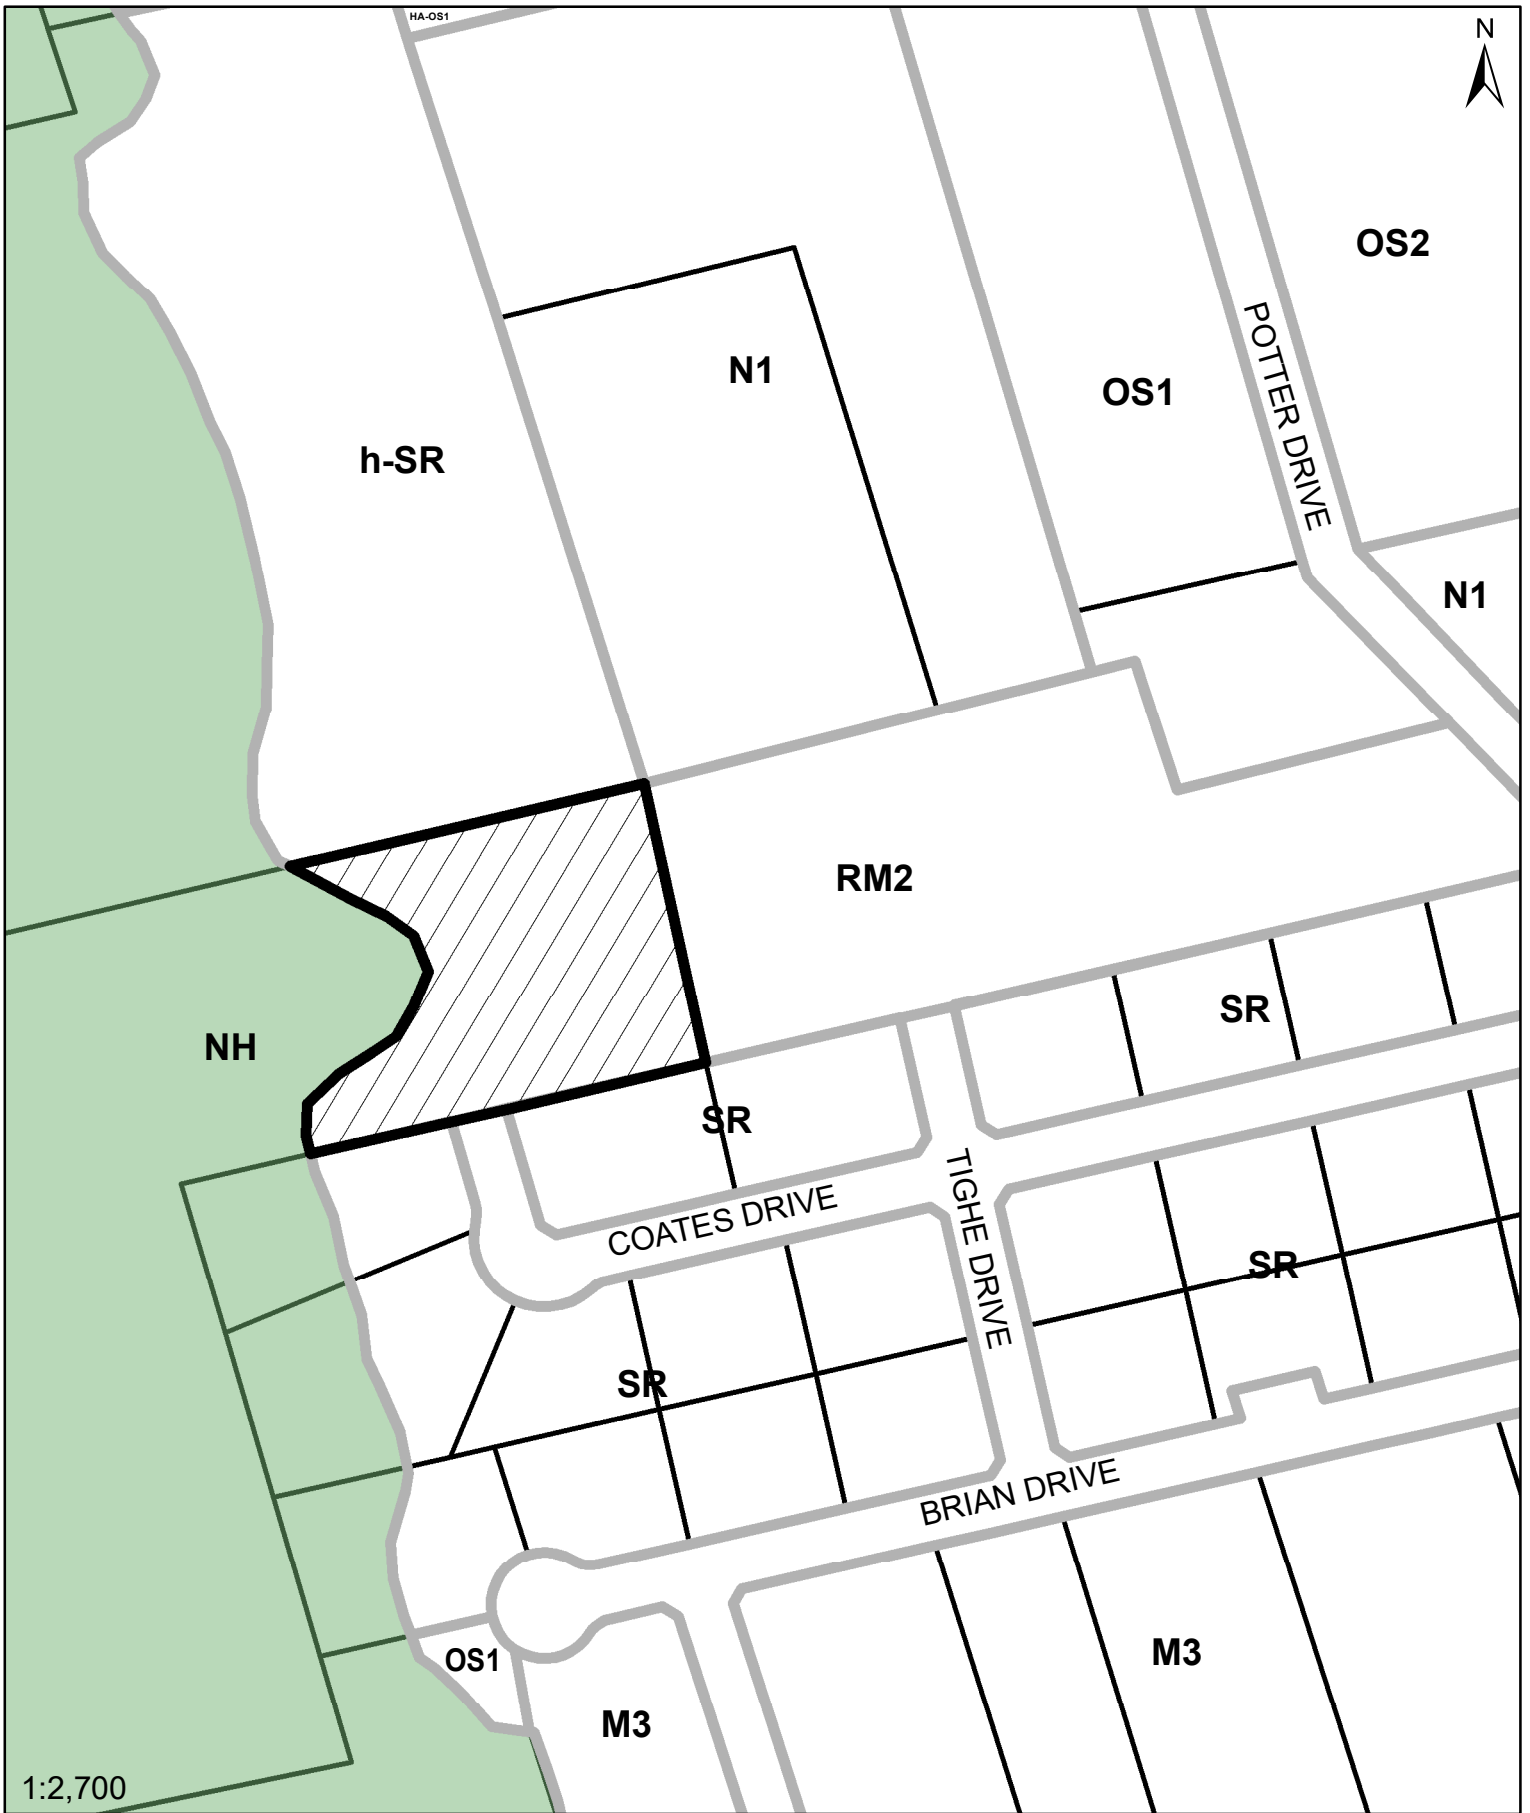 HA-OS1
N
OS2
POTTER DRIVE
N1
OS1
h-SR
N1
RM2
SR
NH
SR
COATES DRIVE
TIGHE DRIVE
SR
SR
BRIAN DRIVE
OS1
M3
M3
1:2,700